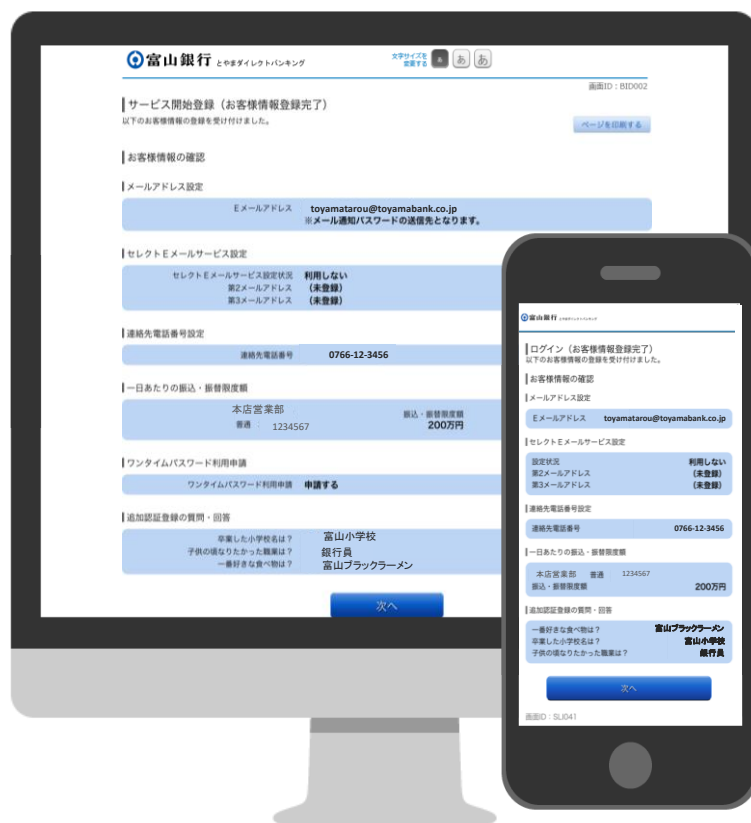 富山銀行 とやまダイレクトバンキング
文字サイズを
変更する
あ あ あ
画面ID：BID002
サービス開始登録（お客様情報登録完了）
以下のお客様情報の登録を受け付けました。
ページを印刷する
お客様情報の確認
メールアドレス設定
Eメールアドレス toyamatarou@toyamabank.co.jp
※メール通知パスワードの送信先となります。
セレクトEメールサービス設定
セレクトEメールサービス設定状況 利用しない
第2メールアドレス （未登録）
第3メールアドレス （未登録）
連絡先電話番号設定
連絡先電話番号 0766-12-3456
一日あたりの振込・振替限度額
本店営業部 振込・振替限度額
普通 1234567 200万円
ワンタイムパスワード利用申請
ワンタイムパスワード利用申請 申請する
追加認証登録の質問・回答
卒業した小学校名は？ 富山小学校
子供の頃なりたかった職業は？ 銀行員
一番好きな食べ物は？ 富山ブラックラーメン
次へ
富山銀行 とやまダイレクトバンキング
ログイン（お客様情報登録完了）
以下のお客様情報の登録を受け付けました。
お客様情報の確認
メールアドレス設定
Eメールアドレス toyamatarou@toyamabank.co.jp
セレクトEメールサービス設定
設定状況 利用しない
第2メールアドレス （未登録）
第3メールアドレス （未登録）
連絡先電話番号設定
連絡先電話番号 0766-12-3456
一日あたりの振込・振替限度額
本店営業部 普通 1234567
振込・振替限度額 200万円
追加認証登録の質問・回答
一番好きな食べ物は？ 富山ブラックラーメン
卒業した小学校名は？ 富山小学校
子供の頃なりたかった職業は？ 銀行員
次へ
画面ID：SLI041